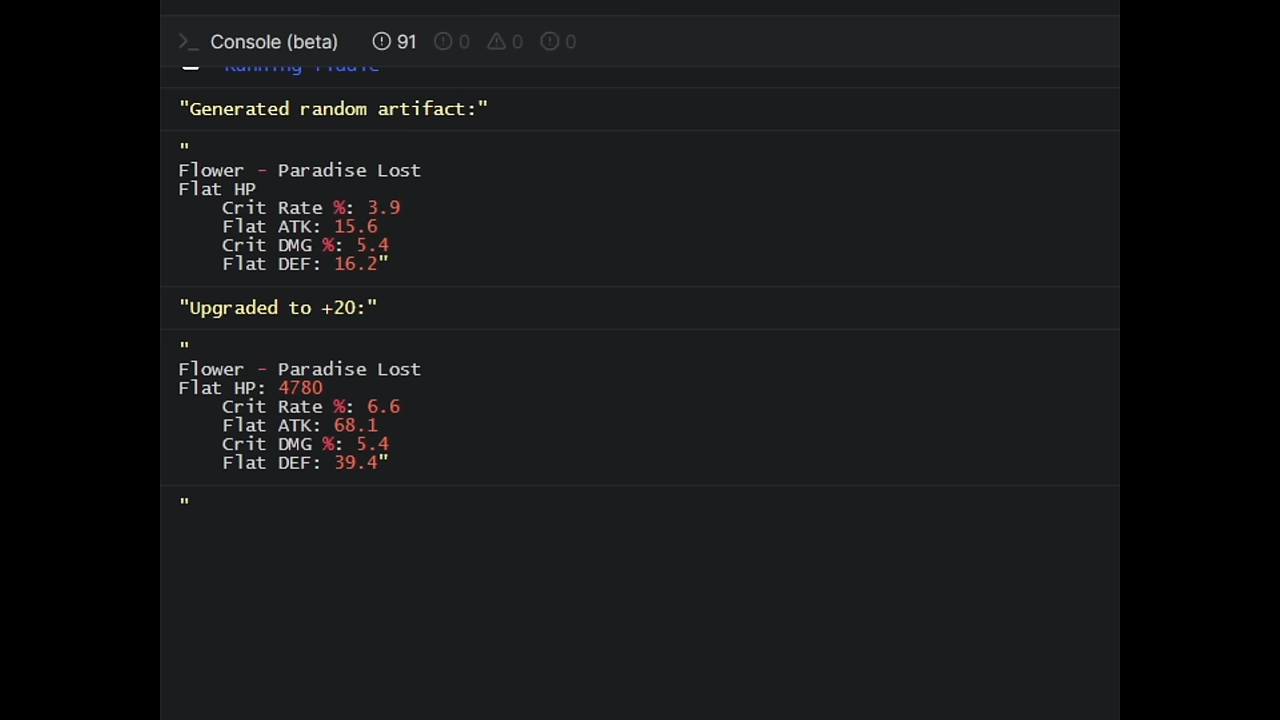 >_ Console (beta) 91 0 0 0
"Running fiddle
"Generated random artifact:"
"
Flower - Paradise Lost
Flat HP
Crit Rate %: 3.9
Flat ATK: 15.6
Crit DMG %: 5.4
Flat DEF: 16.2"
"Upgraded to +20:"
"
Flower - Paradise Lost
Flat HP: 4780
Crit Rate %: 6.6
Flat ATK: 68.1
Crit DMG %: 5.4
Flat DEF: 39.4"
"